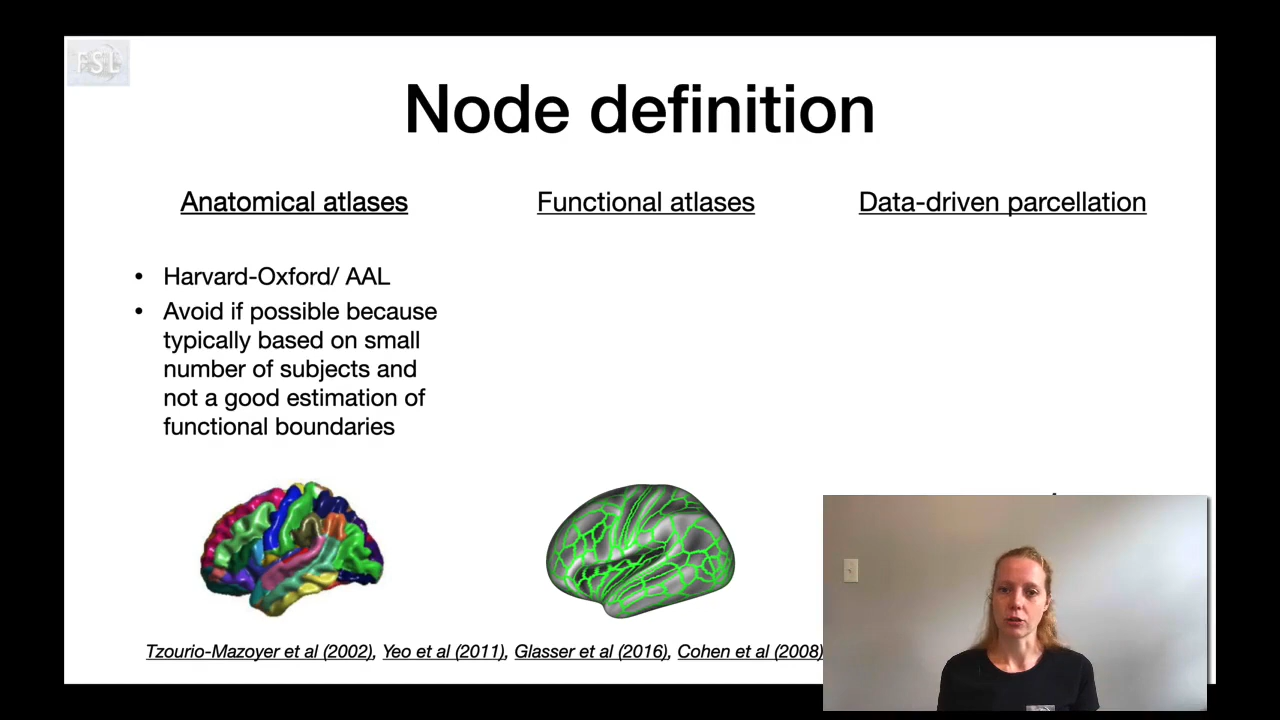 FSL
Node definition
Anatomical atlases
Functional atlases
Data-driven parcellation
• Harvard-Oxford/ AAL
• Avoid if possible because
typically based on small
number of subjects and
not a good estimation of
functional boundaries
Tzourio-Mazoyer et al (2002), Yeo et al (2011), Glasser et al (2016), Cohen et al (2008)